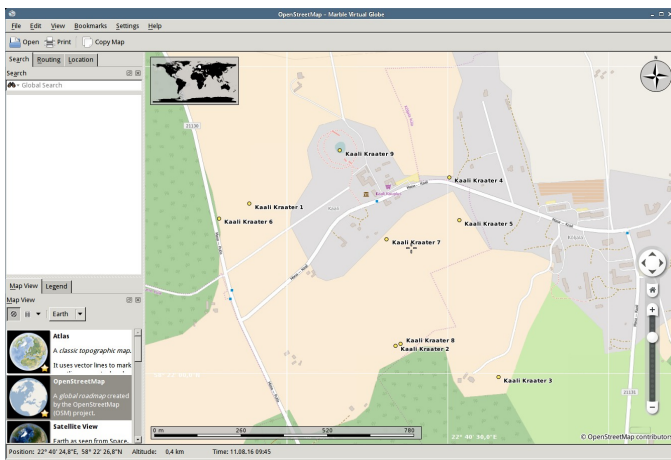 OpenStreetMap - Marble Virtual Globe
File Edit View Bookmarks Settings Help
Open Print Copy Map
Search Routing Location
Search
Global Search
Map View Legend
Map View
Earth
Atlas
A classic topographic map.
It uses vector lines to mark
OpenStreetMap
A global roadmap created
by the OpenStreetMap
(OSM) project.
Satellite View
Earth as seen from Space.
N
21130
Kaali Kraater 9
Kaali Kraater 4
Kaali Kraater 1
Kaali Kraater 6
Kaali Kraater 5
Kaali Kraater 7
Kaali Kraater 8
Kaali Kraater 2
Kaali Kraater 3
0 m 260 520 780
© OpenStreetMap contributors
Position: 22° 40' 24,8"E, 58° 22' 26,8"N Altitude: 0,4 km Time: 11.08.16 09:45